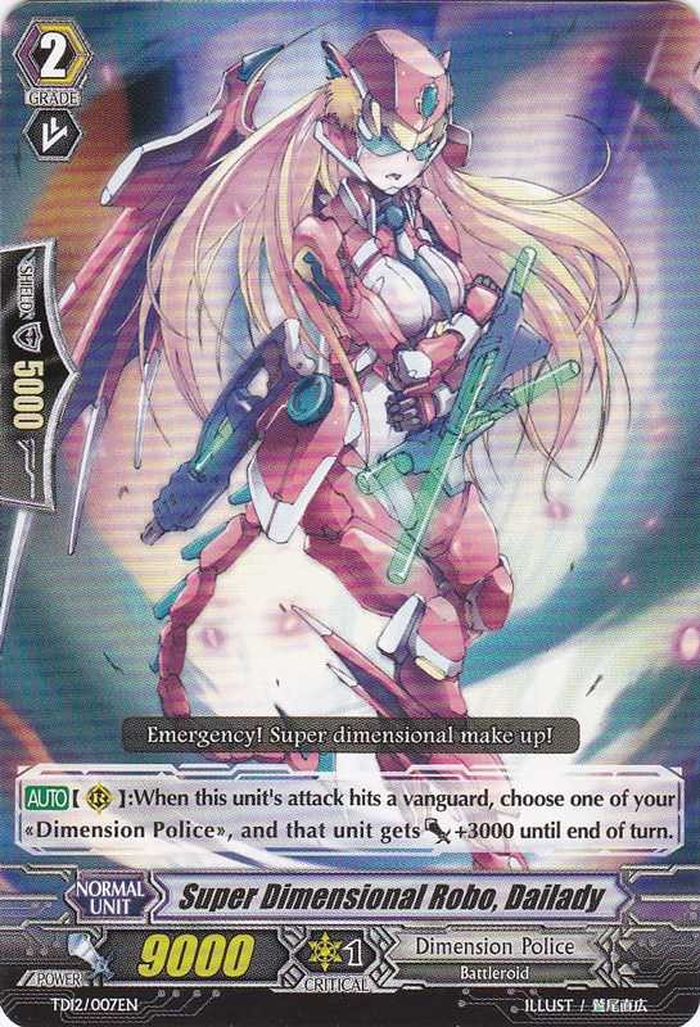 2
GRADE
SHIELD
5000
Emergency! Super dimensional make up!
AUTO [ R ]:When this unit's attack hits a vanguard, choose one of your
«Dimension Police», and that unit gets +3000 until end of turn.
NORMAL
UNIT
Super Dimensional Robo, Dailady
POWER
9000
1
CRITICAL
Dimension Police
Battleroid
TD12/007EN
ILLUST / 鷲尾直広